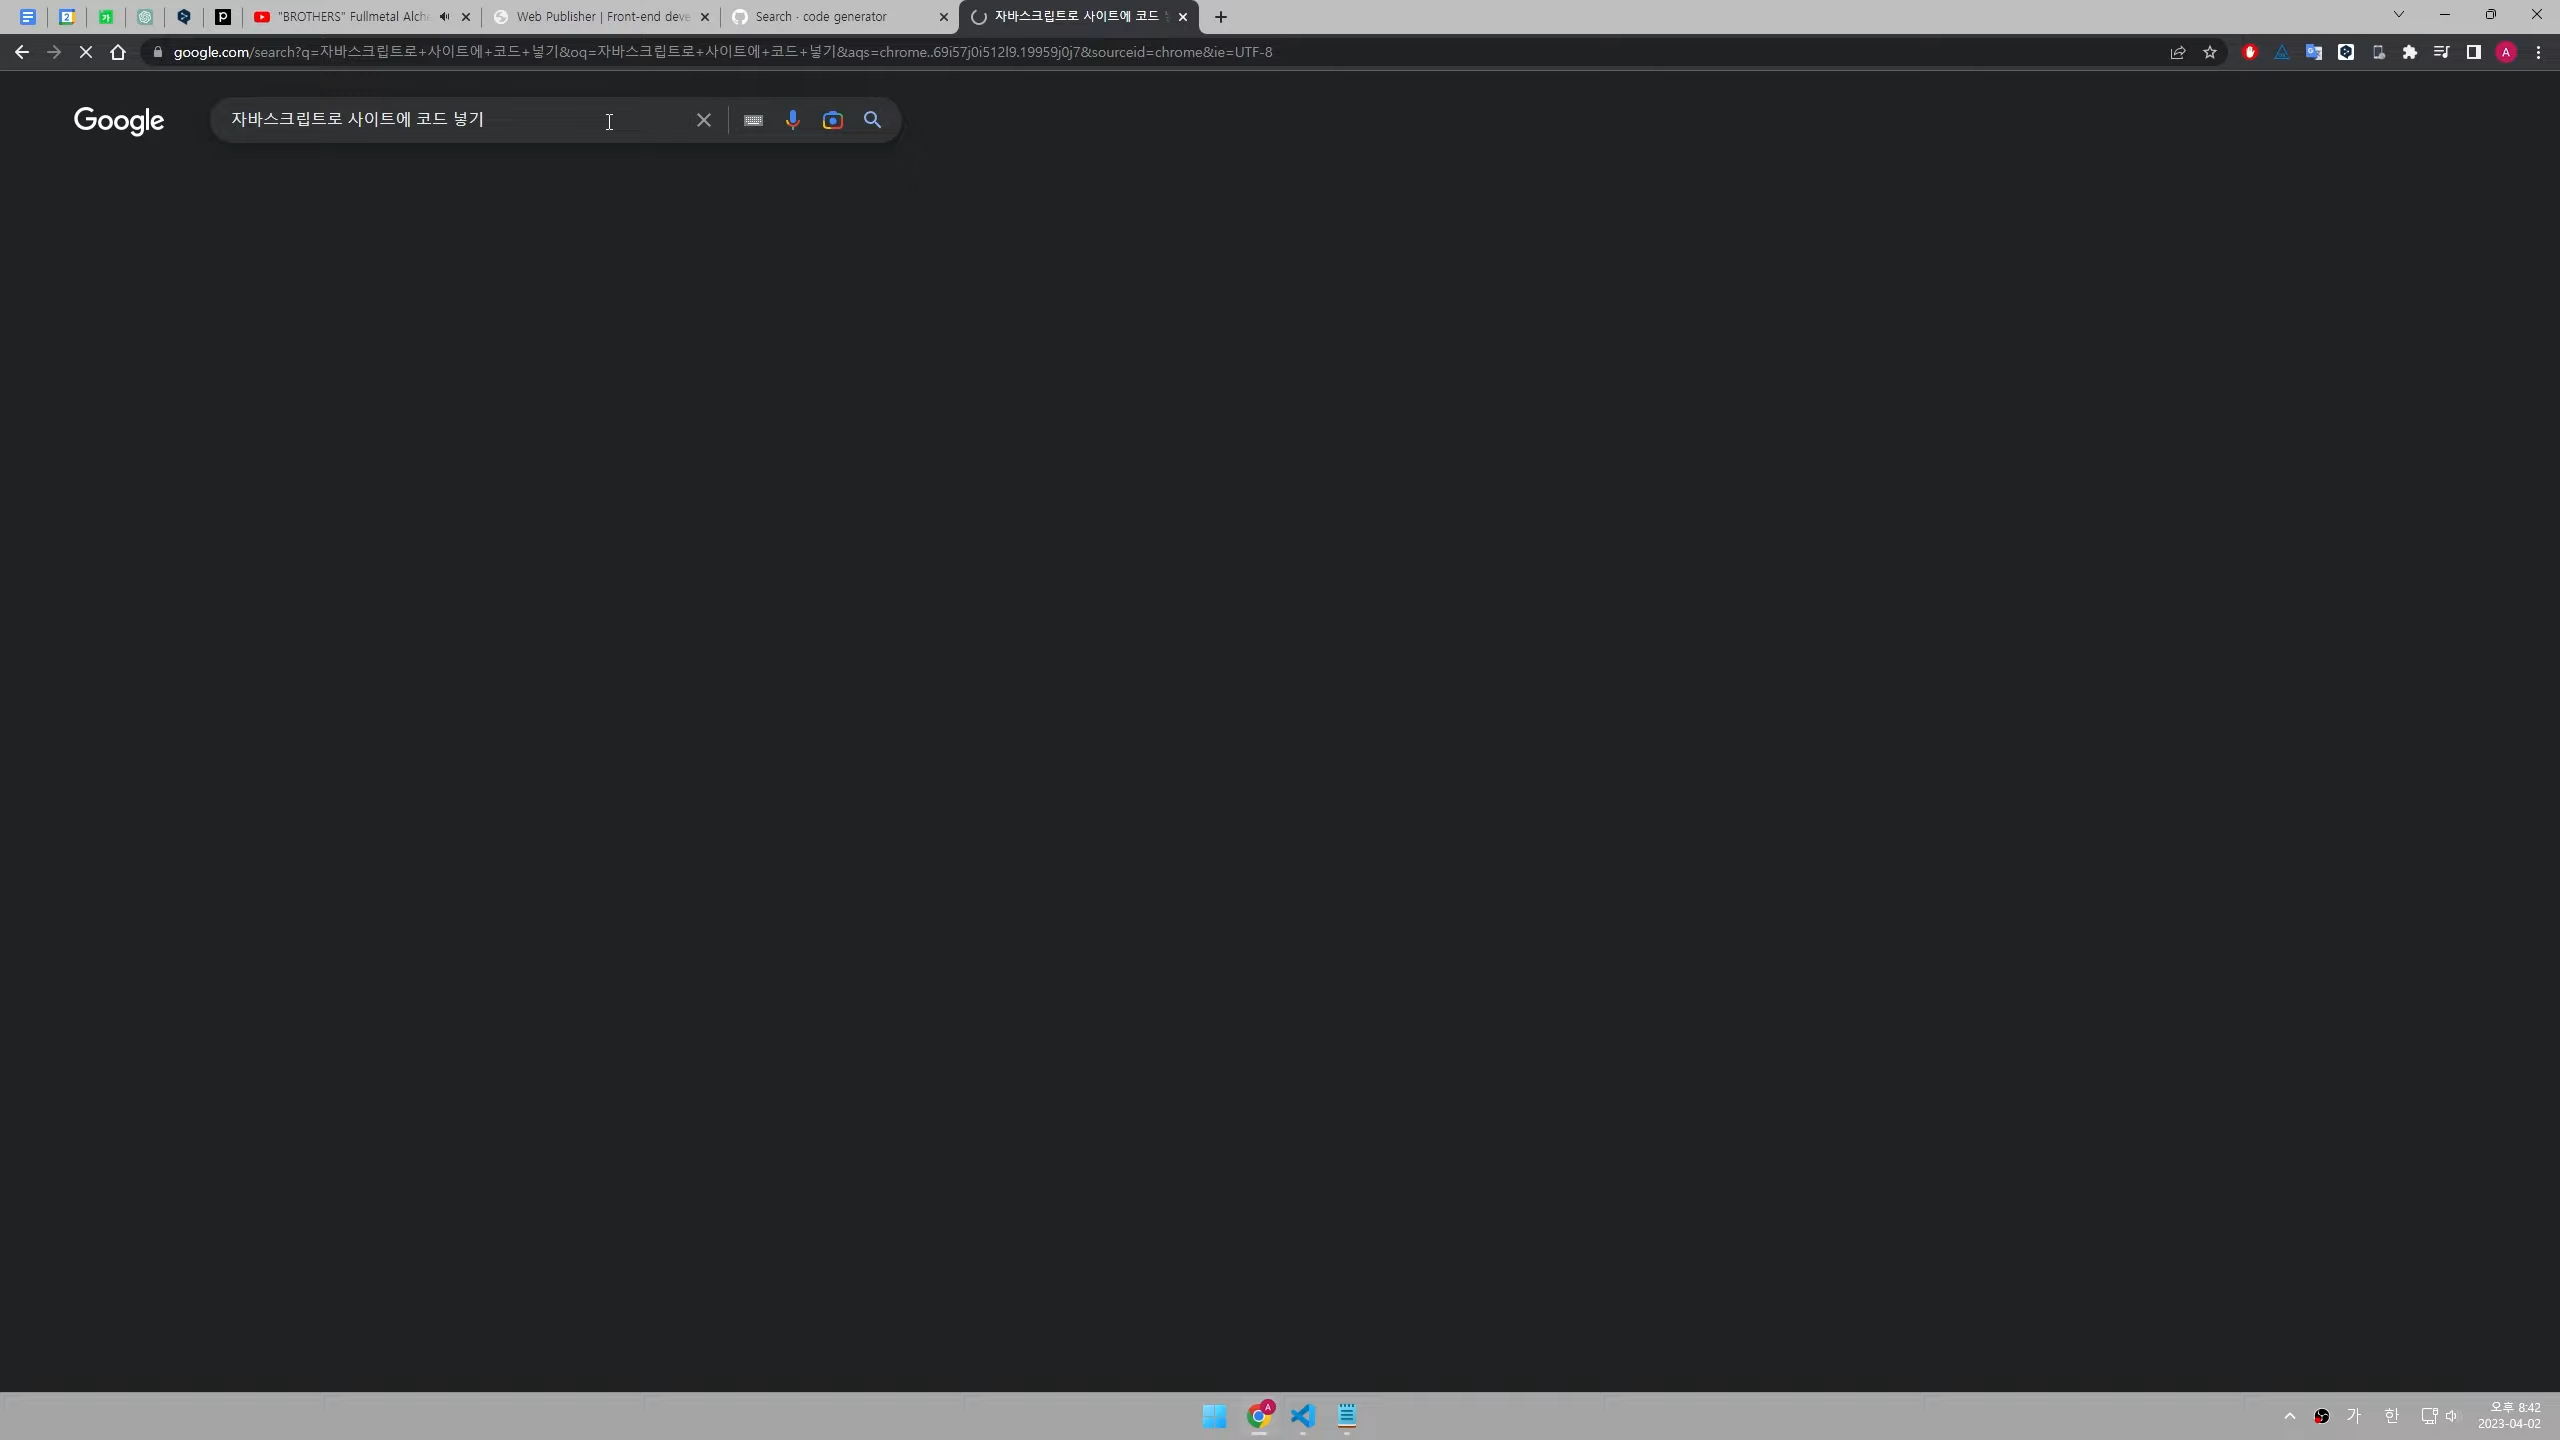 "BROTHERS" Fullmetal Alche
Web Publisher | Front-end deve
Search · code generator
자바스크립트로 사이트에 코드
google.com/search?q=자바스크립트로+사이트에+코드+넣기&oq=자바스크립트로+사이트에+코드+넣기&aqs=chrome..69i57j0i512l9.19959j0j7&sourceid=chrome&ie=UTF-8
A
Google
자바스크립트로 사이트에 코드 넣기
A
가
한
오후 8:42
2023-04-02